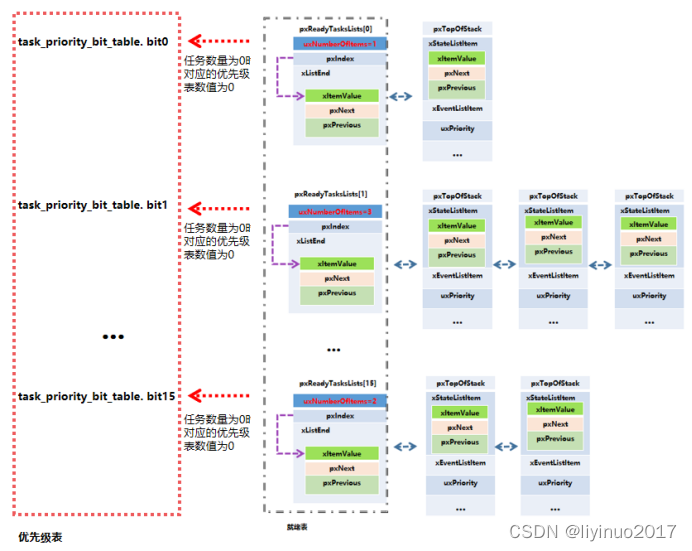 task_priority_bit_table. bit0
任务数量为0时
对应的优先级
表数值为0
pxReadyTasksLists[0]
uxNumberOfItems=1
pxIndex
xListEnd
xItemValue
pxNext
pxPrevious
pxTopOfStack
xStateListItem
xItemValue
pxNext
pxPrevious
xEventListItem
uxPriority
...
task_priority_bit_table. bit1
任务数量为0时
对应的优先级
表数值为0
pxReadyTasksLists[1]
uxNumberOfItems=3
pxIndex
xListEnd
xItemValue
pxNext
pxPrevious
pxTopOfStack
xStateListItem
xItemValue
pxNext
pxPrevious
xEventListItem
uxPriority
...
pxTopOfStack
xStateListItem
xItemValue
pxNext
pxPrevious
xEventListItem
uxPriority
...
pxTopOfStack
xStateListItem
xItemValue
pxNext
pxPrevious
xEventListItem
uxPriority
...
...
...
task_priority_bit_table. bit15
任务数量为0时
对应的优先级
表数值为0
pxReadyTasksLists[15]
uxNumberOfItems=2
pxIndex
xListEnd
xItemValue
pxNext
pxPrevious
pxTopOfStack
xStateListItem
xItemValue
pxNext
pxPrevious
xEventListItem
uxPriority
...
pxTopOfStack
xStateListItem
xItemValue
pxNext
pxPrevious
xEventListItem
uxPriority
...
优先级表
就绪表
CSDN @liyinuo2017